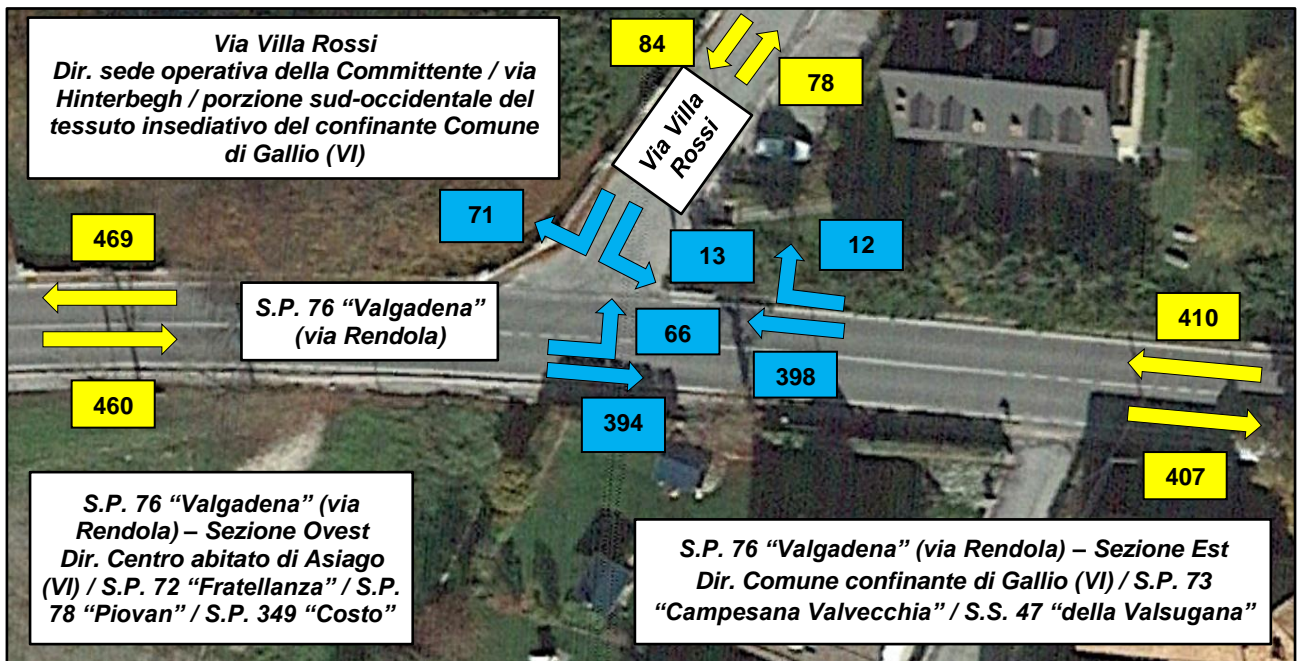 Via Villa Rossi
Dir. sede operativa della Committente / via
Hinterbegh / porzione sud-occidentale del
tessuto insediativo del confinante Comune
di Gallio (VI)
84
78
Via Villa
Rossi
71
13
12
469
S.P. 76 “Valgadena”
(via Rendola)
66
410
460
398
394
407
S.P. 76 “Valgadena” (via
Rendola) – Sezione Ovest
Dir. Centro abitato di Asiago
(VI) / S.P. 72 “Fratellanza” / S.P.
78 “Piovan” / S.P. 349 “Costo”
S.P. 76 “Valgadena” (via Rendola) – Sezione Est
Dir. Comune confinante di Gallio (VI) / S.P. 73
“Campesana Valvecchia” / S.S. 47 “della Valsugana”